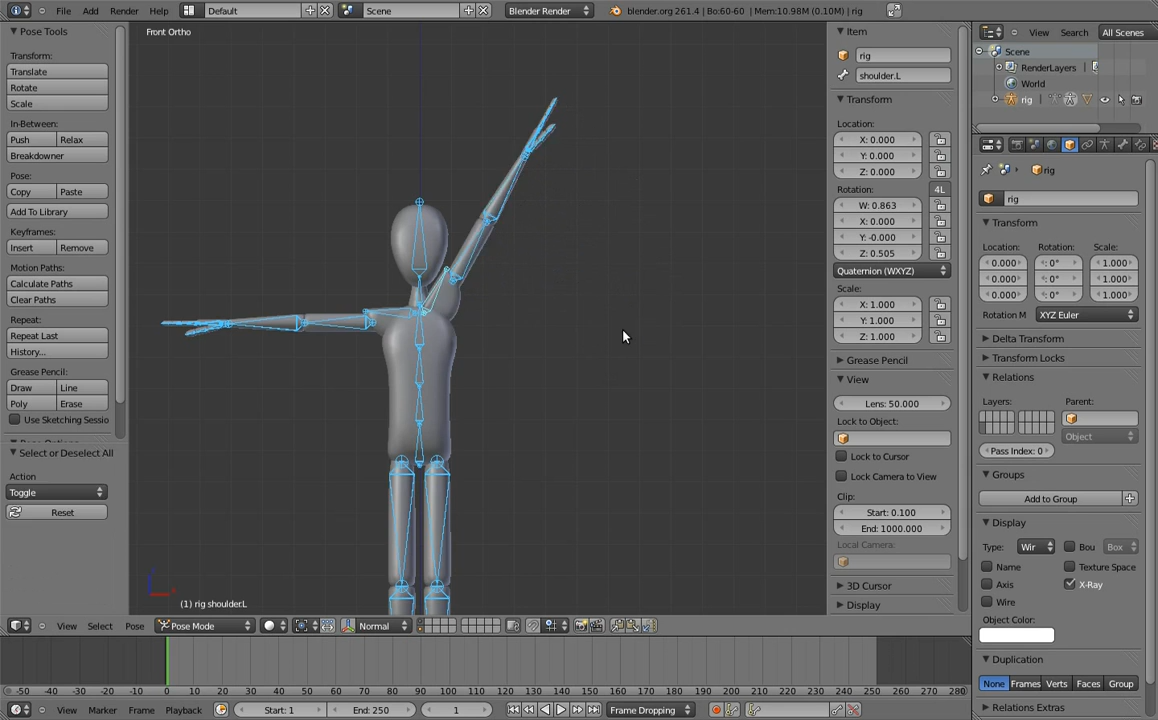 File Add Render Help Default Scene Blender Render blender.org 261.4 | Bo:60-60 | Mem:10.98M (0.10M) | rig
Pose Tools
Transform:
Translate
Rotate
Scale
In-Between:
Push Relax
Breakdowner
Pose:
Copy Paste
Add To Library
Keyframes:
Insert Remove
Motion Paths:
Calculate Paths
Clear Paths
Repeat:
Repeat Last
History...
Grease Pencil:
Draw Line
Poly Erase
Use Sketching Sessio
Select or Deselect All
Action
Toggle
Reset
Front Ortho
(1) rig shoulder.L
View Select Pose Pose Mode Normal
Item
rig
shoulder.L
Transform
Location:
X: 0.000
Y: 0.000
Z: 0.000
Rotation: 4L
W: 0.863
X: 0.000
Y: -0.000
Z: 0.505
Quaternion (WXYZ)
Scale:
X: 1.000
Y: 1.000
Z: 1.000
Grease Pencil
View
Lens: 50.000
Lock to Object:
Lock to Cursor
Lock Camera to View
Clip:
Start: 0.100
End: 1000.000
Local Camera:
3D Cursor
Display
View Search All Scenes
Scene
RenderLayers
World
rig
rig
rig
Transform
Location: Rotation: Scale:
0.000 0° 1.000
0.000 0° 1.000
0.000 0° 1.000
Rotation M XYZ Euler
Delta Transform
Transform Locks
Relations
Layers: Parent:
Object
Pass Index: 0
Groups
Add to Group
Display
Type: Wir Bou Box
Name Texture Space
Axis X-Ray
Wire
Object Color:
Duplication
None Frames Verts Faces Group
Relations Extras
-50 -40 -30 -20 -10 0 10 20 30 40 50 60 70 80 90 100 110 120 130 140 150 160 170 180 190 200 210 220 230 240 250 260 270 280
View Marker Frame Playback Start: 1 End: 250 1 Frame Dropping